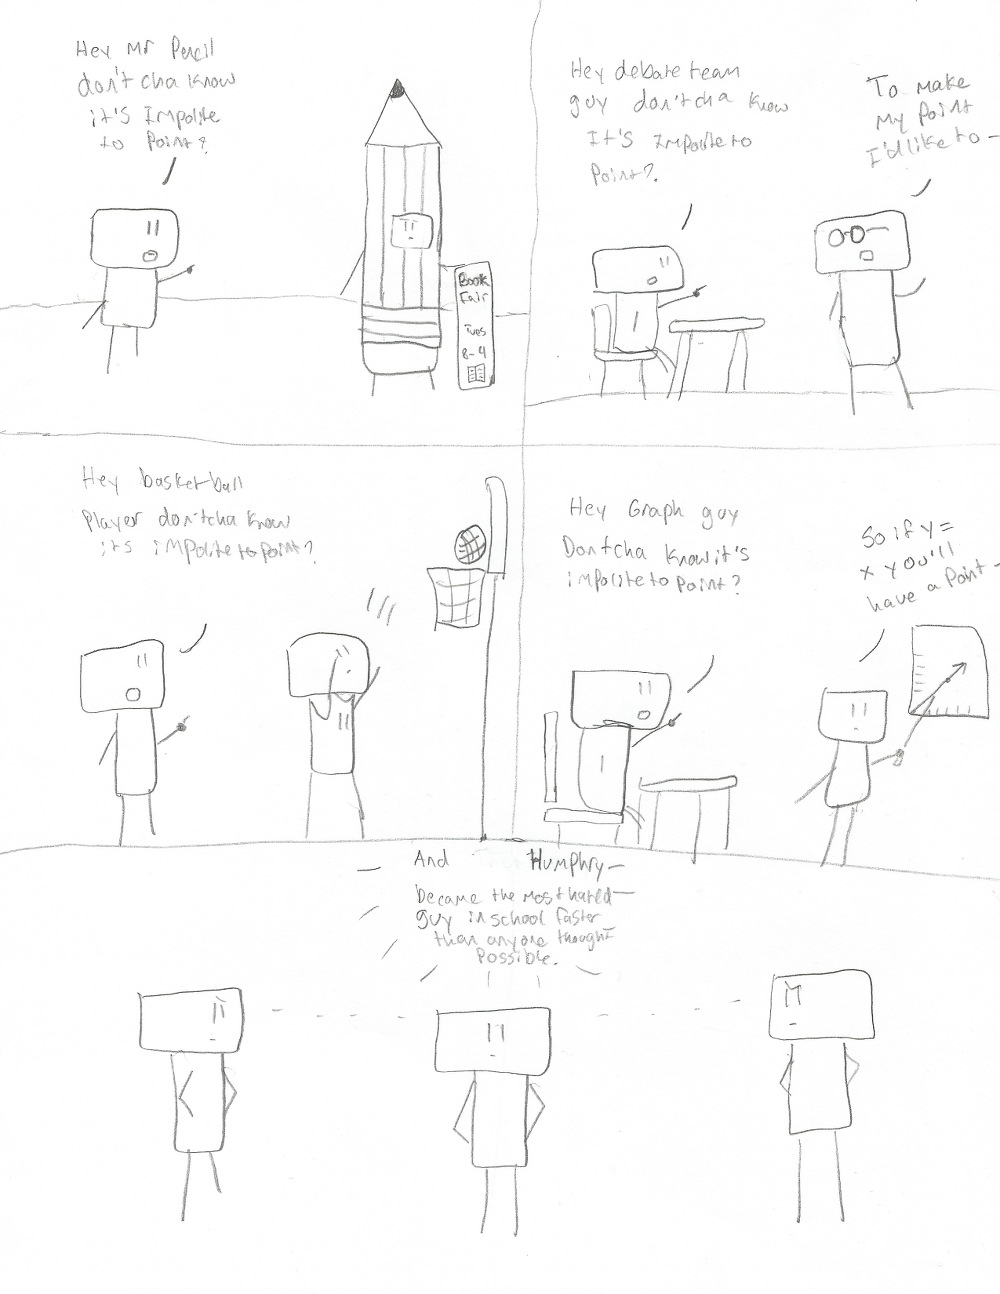 Hey Mr Pencil
don'tcha know
it's Impolite
to Point?
Book
Fair
Tues
8-4
Hey debate team
guy don'tcha know
It's Impolite to
Point?.
To make
My Point
I'd like to -
Hey basketball
Player don'tcha know
it's impolite to point?
Hey Graph guy
Dontcha know it's
impolite to Point?
So if y=
x you'll
have a Point -
And Humphry-
became the most hated
guy in school faster
than anyone thought
Possible.